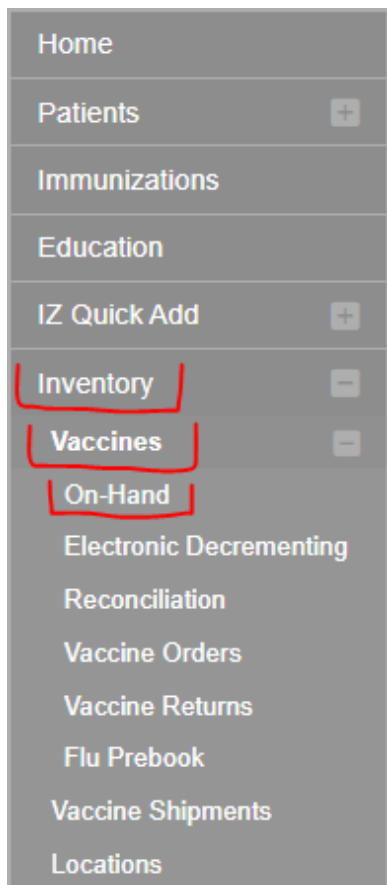 Home
Patients
Immunizations
Education
IZ Quick Add
Inventory
Vaccines
On-Hand
Electronic Decrementing
Reconciliation
Vaccine Orders
Vaccine Returns
Flu Prebook
Vaccine Shipments
Locations